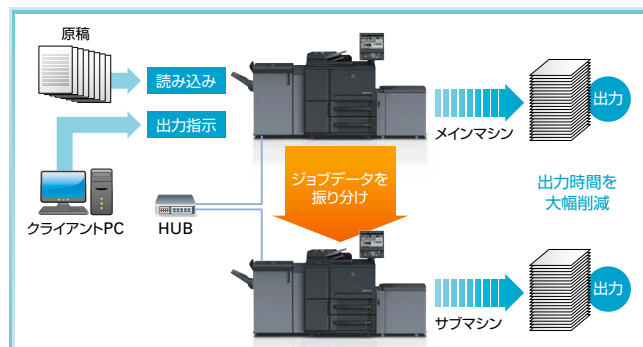 原稿
読み込み
出力指示
クライアントPC
HUB
ジョブデータを
振り分け
メインマシン
出力
出力時間を
大幅削減
サブマシン
出力